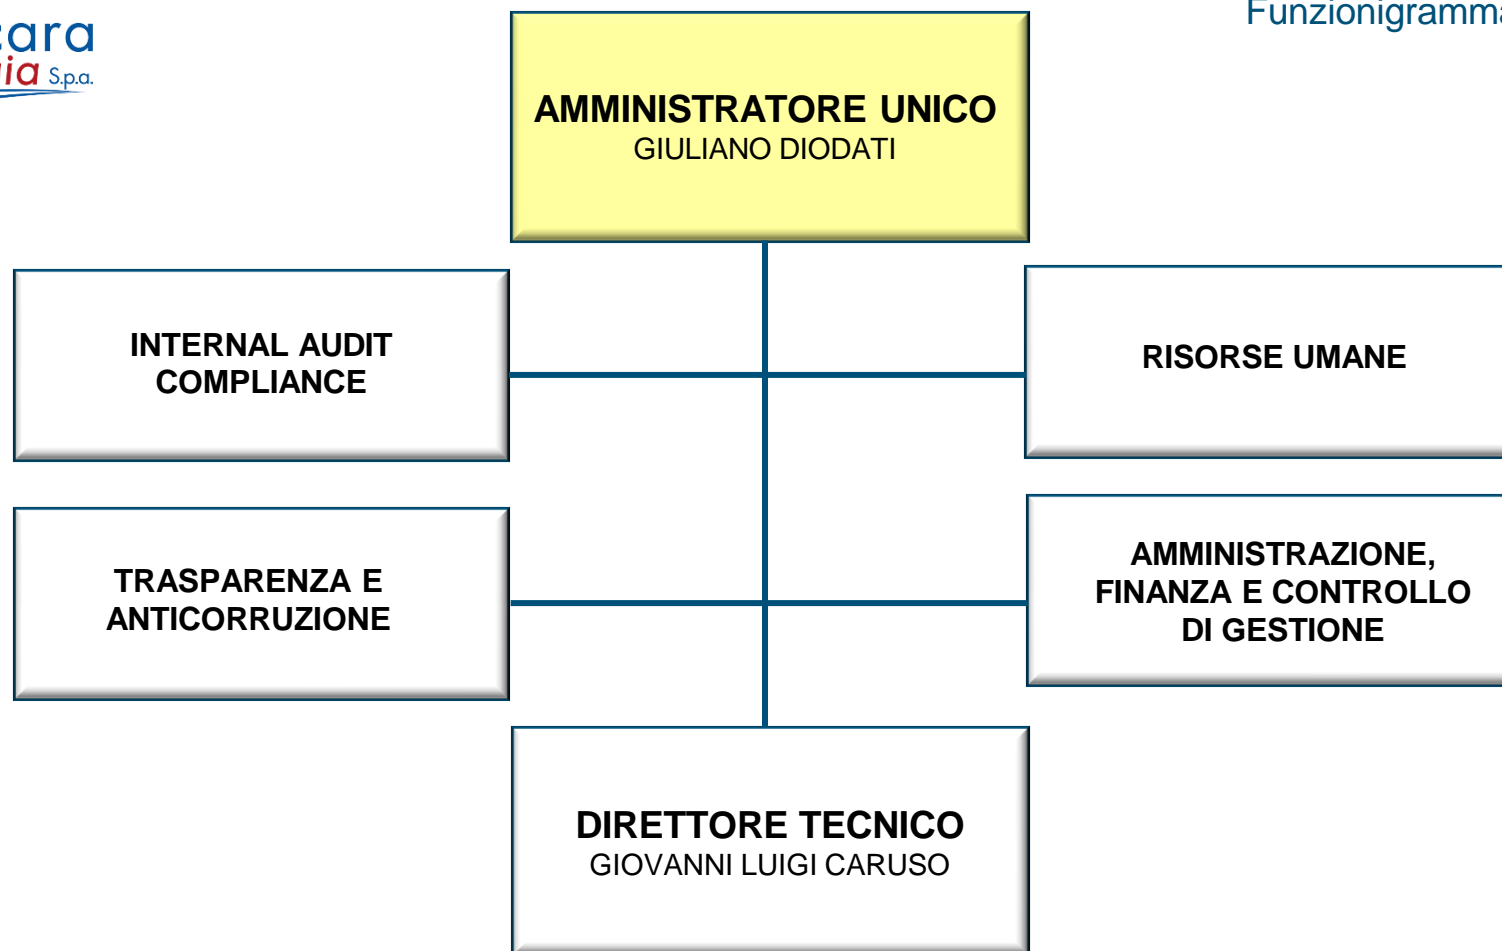 S.p.a.
Funzionigramma
AMMINISTRATORE UNICO
GIULIANO DIODATI
INTERNAL AUDIT
COMPLIANCE
RISORSE UMANE
TRASPARENZA E
ANTICORRUZIONE
AMMINISTRAZIONE,
FINANZA E CONTROLLO
DI GESTIONE
DIRETTORE TECNICO
GIOVANNI LUIGI CARUSO